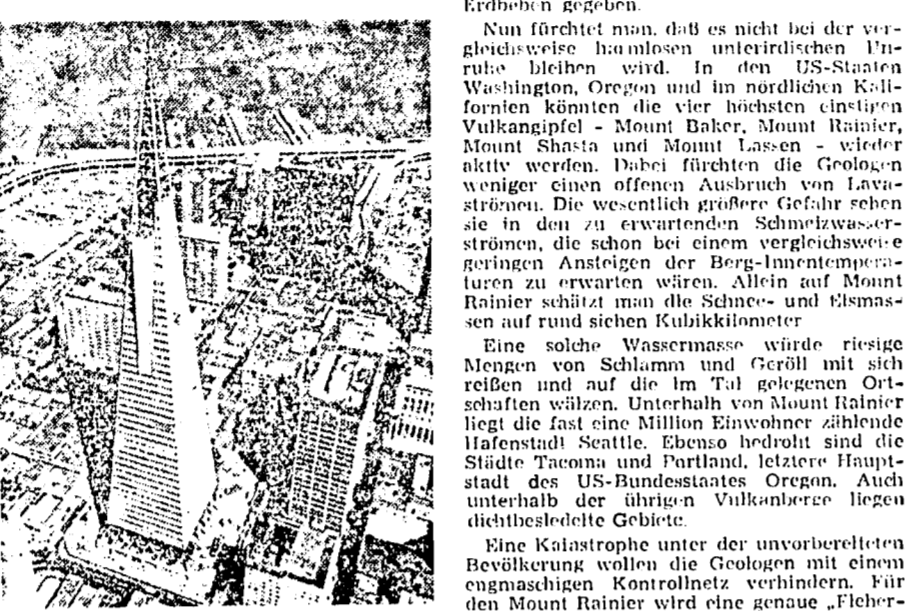 Erdbeben gegeben.
Nun fürchtet man, daß es nicht bei der ver-
gleichsweise harmlosen unterirdischen Un-
ruhe bleiben wird. In den US-Staaten
Washington, Oregon und im nördlichen Kali-
fornien könnten die vier höchsten einstigen
Vulkangipfel - Mount Baker, Mount Rainier,
Mount Shasta und Mount Lassen - wieder
aktiv werden. Dabei fürchten die Geologen
weniger einen offenen Ausbruch von Lava-
strömen. Die wesentlich größere Gefahr sehen
sie in den zu erwartenden Schmelzwasser-
strömen, die schon bei einem vergleichsweise
geringen Ansteigen der Berg-Innentempera-
turen zu erwarten wären. Allein auf Mount
Rainier schätzt man die Schnee- und Eismas-
sen auf rund sieben Kubikkilometer
Eine solche Wassermasse würde riesige
Mengen von Schlamm und Geröll mit sich
reißen und auf die im Tal gelegenen Ort-
schaften wälzen. Unterhalb von Mount Rainier
liegt die fast eine Million Einwohner zählende
Hafenstadt Seattle. Ebenso bedroht sind die
Städte Tacoma und Portland, letztere Haupt-
stadt des US-Bundesstaates Oregon. Auch
unterhalb der übrigen Vulkanberge liegen
dichtbesiedelte Gebiete.
Eine Katastrophe unter der unvorbereiteten
Bevölkerung wollen die Geologen mit einem
engmaschigen Kontrollnetz verhindern. Für
den Mount Rainier wird eine genaue „Fieber-